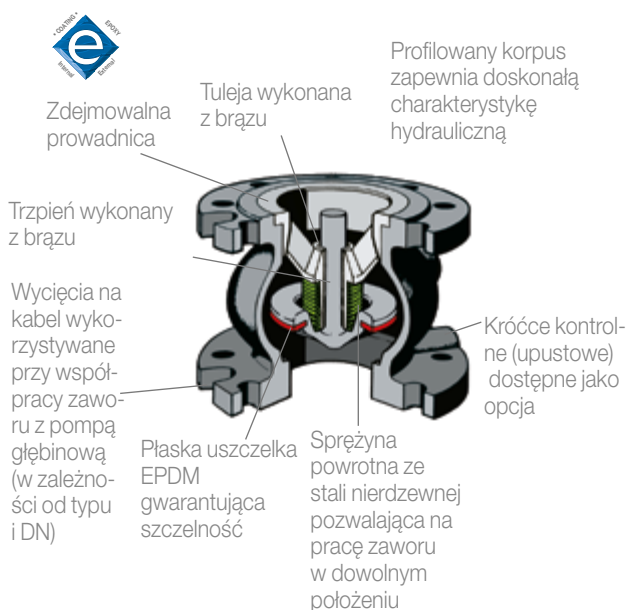 • COATING •
EPOXY
e
Internal
External
Profilowany korpus
zapewnia doskonałą
charakterystykę
hydrauliczną
Tuleja wykonana
z brązu
Zdejmowalna
prowadnica
Trzpień wykonany
z brązu
Wycięcia na
kabel wyko-
rzystywane
przy współ-
pracy zawo-
ru z pompą
głębinową
(w zależno-
ści od typu
i DN)
Płaska uszczelka
EPDM
gwarantująca
szczelność
Sprężyna
powrotna ze
stali nierdzewnej
pozwalająca na
pracę zaworu
w dowolnym
położeniu
Króćce kontrol-
ne (upustowe)
dostępne jako
opcja